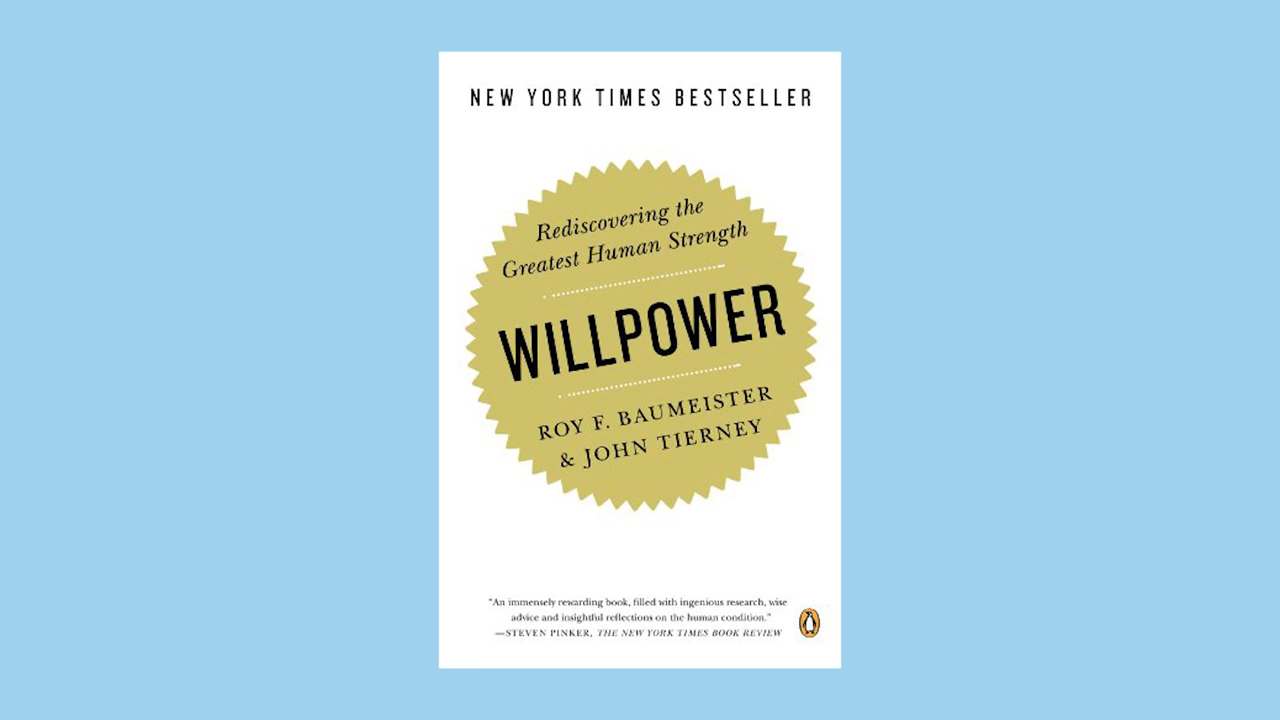 NEW YORK TIMES BESTSELLER
Rediscovering the
Greatest Human Strength
WILLPOWER
ROY F. BAUMEISTER
& JOHN TIERNEY
"An immensely rewarding book, filled with ingenious research, wise
advice and insightful reflections on the human condition."
—STEVEN PINKER, THE NEW YORK TIMES BOOK REVIEW